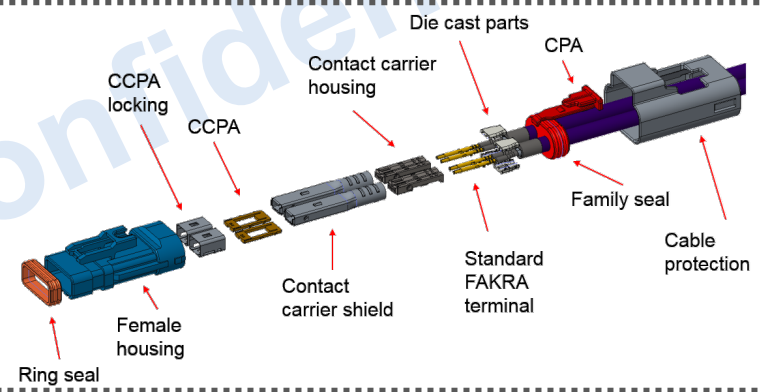 Die cast parts
CPA
Contact carrier
housing
CCPA
locking
CCPA
Family seal
Cable
protection
Standard
FAKRA
terminal
Contact
carrier shield
Female
housing
Ring seal
onfiden